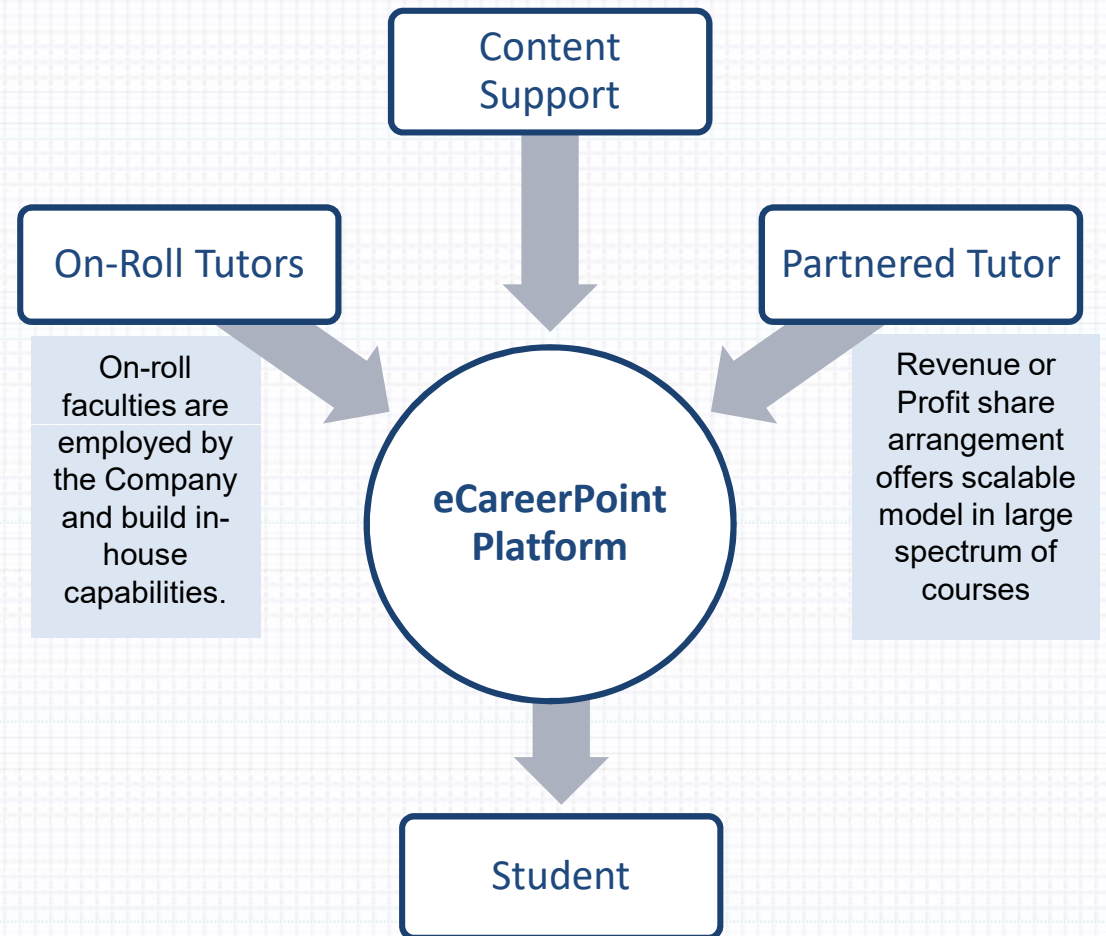 Content
Support
On-Roll Tutors
Partnered Tutor
On-roll
faculties are
employed by
the Company
and build in-
house
capabilities.
Revenue or
Profit share
arrangement
offers scalable
model in large
spectrum of
courses
eCareerPoint
Platform
Student